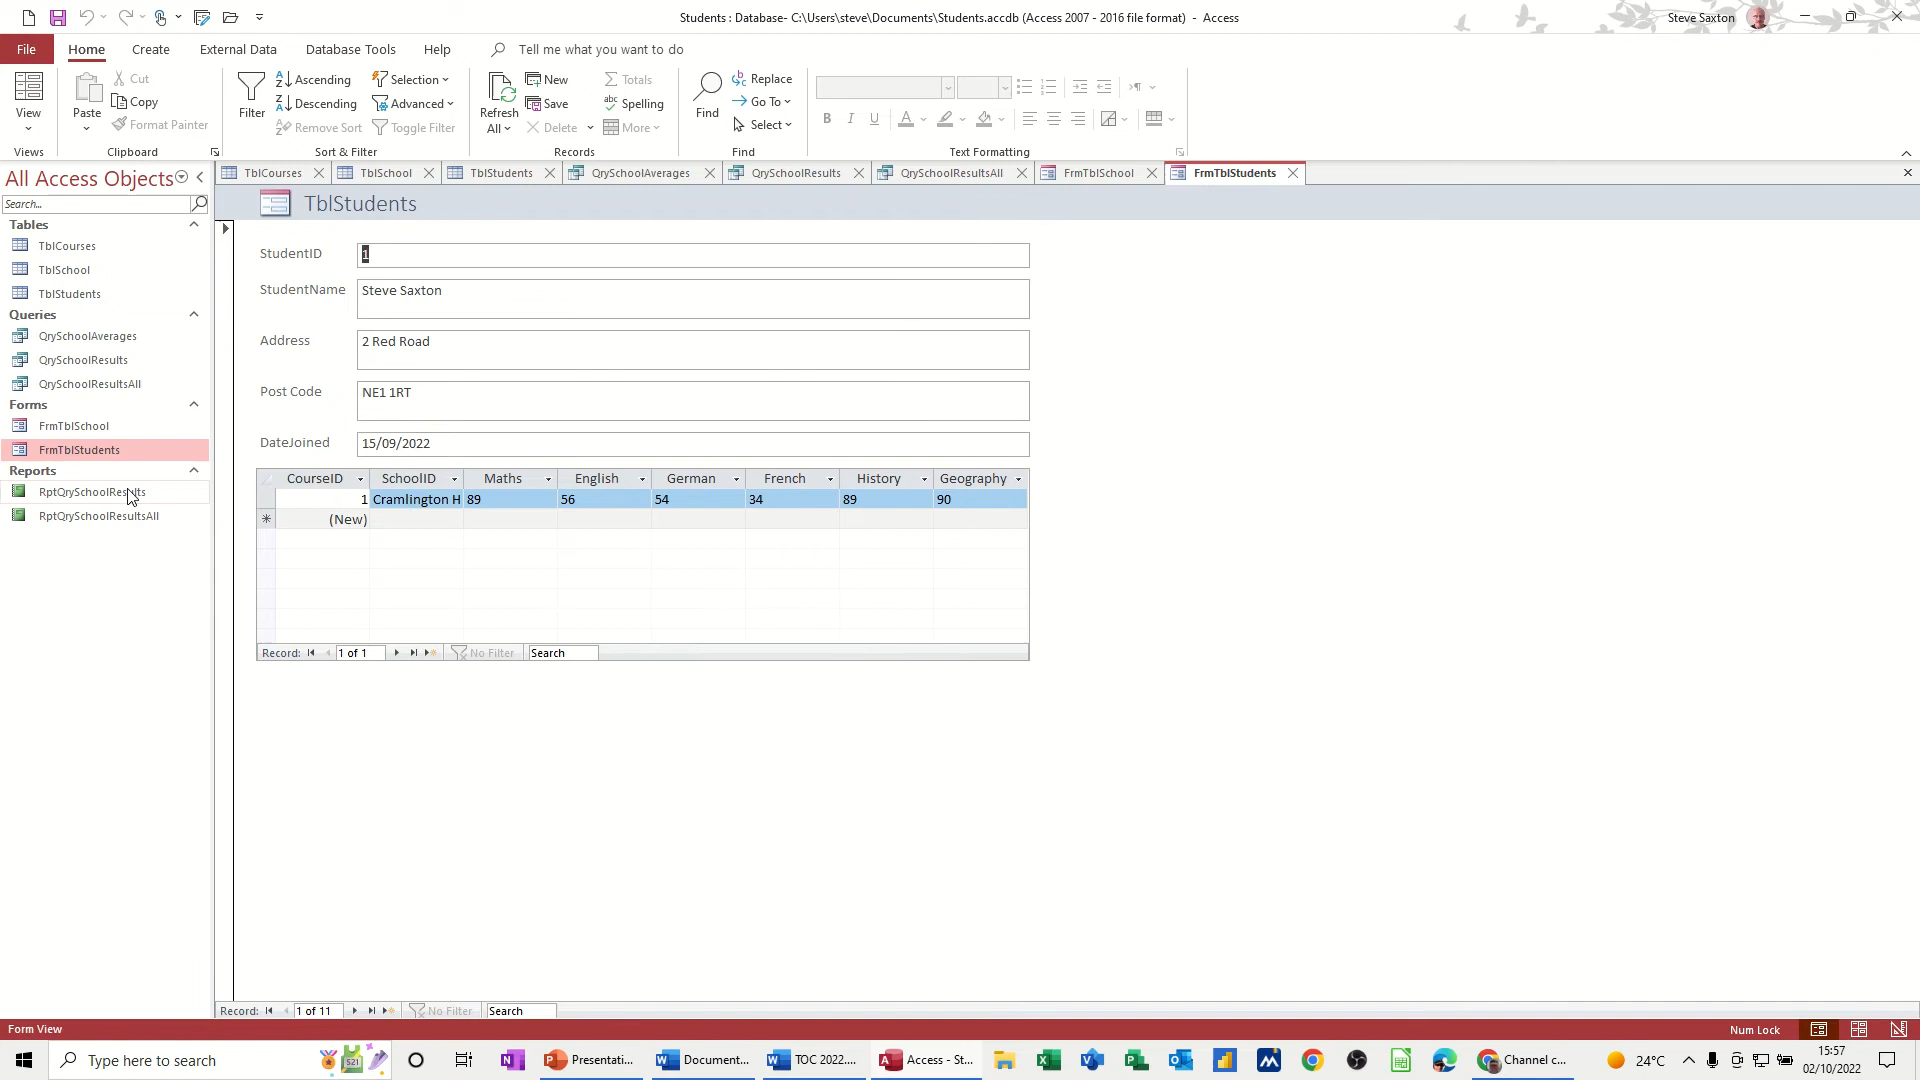 Students : Database- C:\Users\steve\Documents\Students.accdb (Access 2007 - 2016 file format) - Access
Steve Saxton
File Home Create External Data Database Tools Help Tell me what you want to do
View
Views
Paste
Cut
Copy
Format Painter
Clipboard
Filter
Ascending
Descending
Remove Sort
Selection
Advanced
Toggle Filter
Sort & Filter
Refresh
All
New
Save
Delete
Totals
Spelling
More
Records
Find
Replace
Go To
Select
Find
B I U
Text Formatting
All Access Objects
Search...
Tables
TblCourses
TblSchool
TblStudents
Queries
QrySchoolAverages
QrySchoolResults
QrySchoolResultsAll
Forms
FrmTblSchool
FrmTblStudents
Reports
RptQrySchoolResults
RptQrySchoolResultsAll
TblCourses TblSchool TblStudents QrySchoolAverages QrySchoolResults QrySchoolResultsAll FrmTblSchool FrmTblStudents
TblStudents
StudentID 1
StudentName Steve Saxton
Address 2 Red Road
Post Code NE1 1RT
DateJoined 15/09/2022
CourseID SchoolID Maths English German French History Geography
1 Cramlington H 89 56 54 34 89 90
(New)
Record: 1 of 1 No Filter Search
Record: 1 of 11 No Filter Search
Form View Num Lock
Type here to search
Presentati...
Document...
TOC 2022....
Access - St...
Channel c...
24°C
15:57
02/10/2022